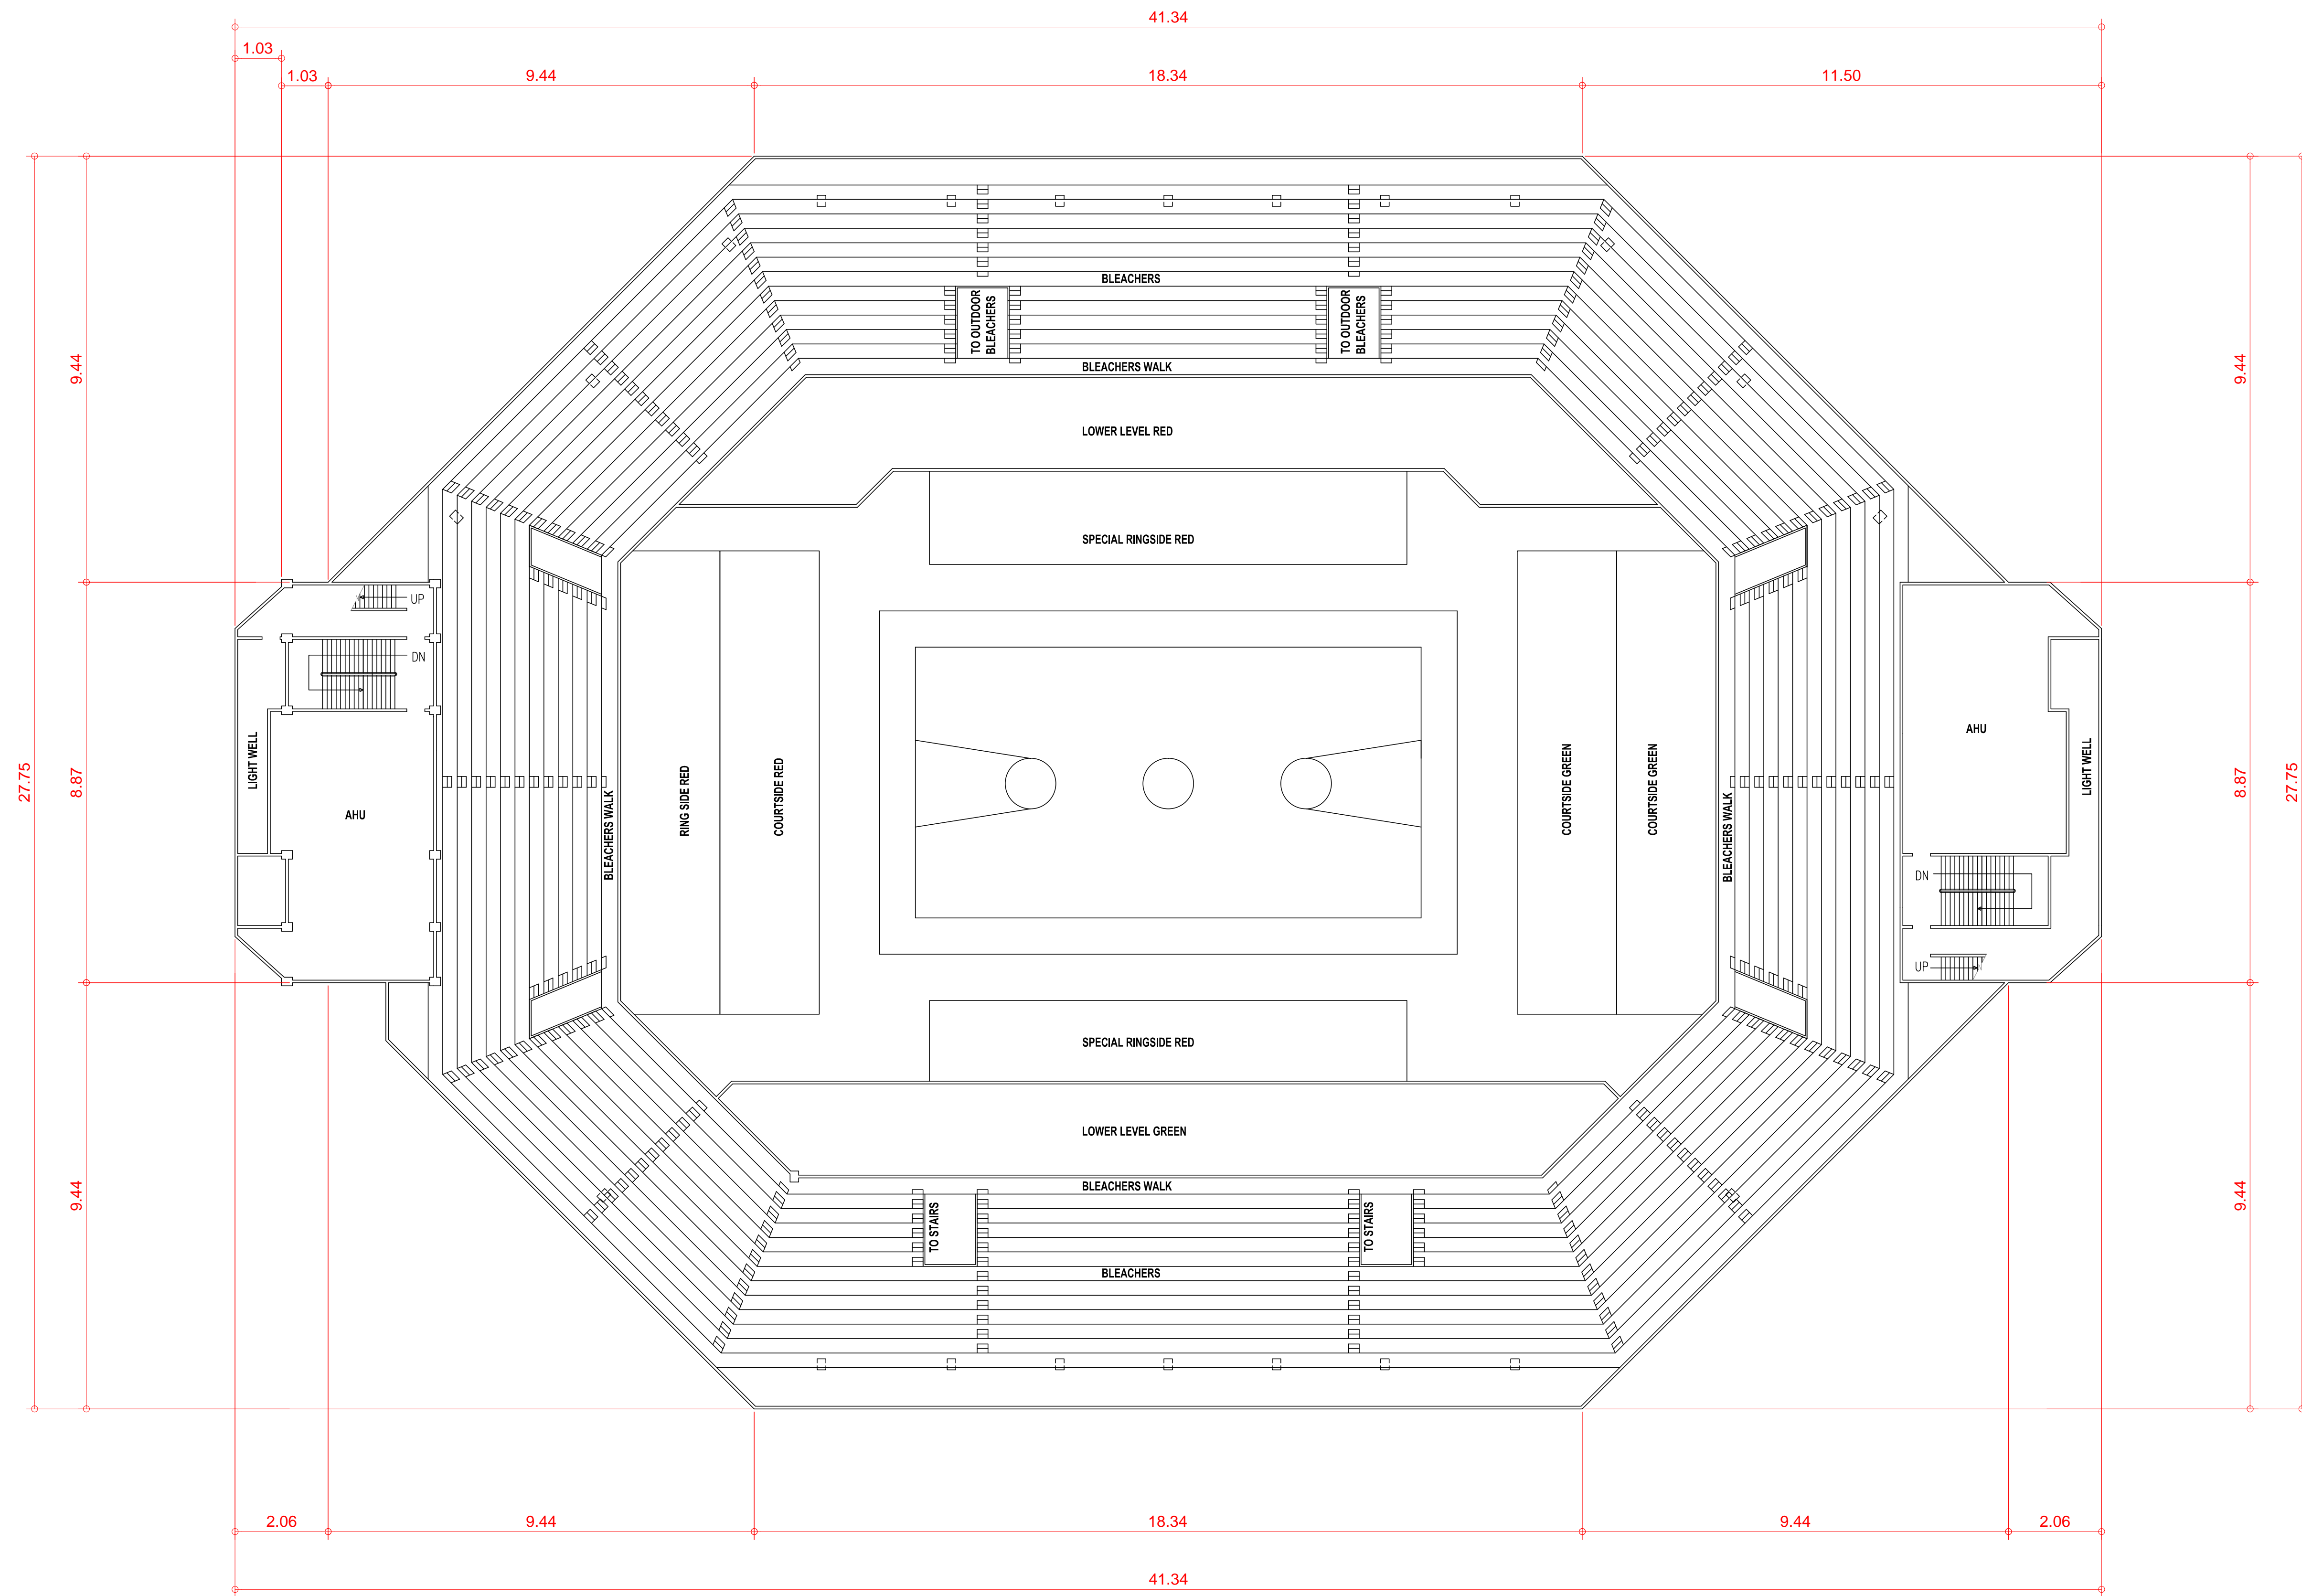 41.34
1.03
1.03
9.44
18.34
11.50
BLEACHERS
TO OUTDOOR
BLEACHERS
TO OUTDOOR
BLEACHERS
BLEACHERS WALK
9.44
9.44
LOWER LEVEL RED
SPECIAL RINGSIDE RED
UP
DN
LIGHT WELL
AHU
27.75
8.87
BLEACHERS WALK
RING SIDE RED
COURTSIDE RED
COURTSIDE GREEN
COURTSIDE GREEN
BLEACHERS WALK
AHU
LIGHT WELL
8.87
27.75
DN
UP
SPECIAL RINGSIDE RED
LOWER LEVEL GREEN
BLEACHERS WALK
9.44
TO STAIRS
TO STAIRS
9.44
BLEACHERS
2.06
9.44
18.34
9.44
2.06
41.34